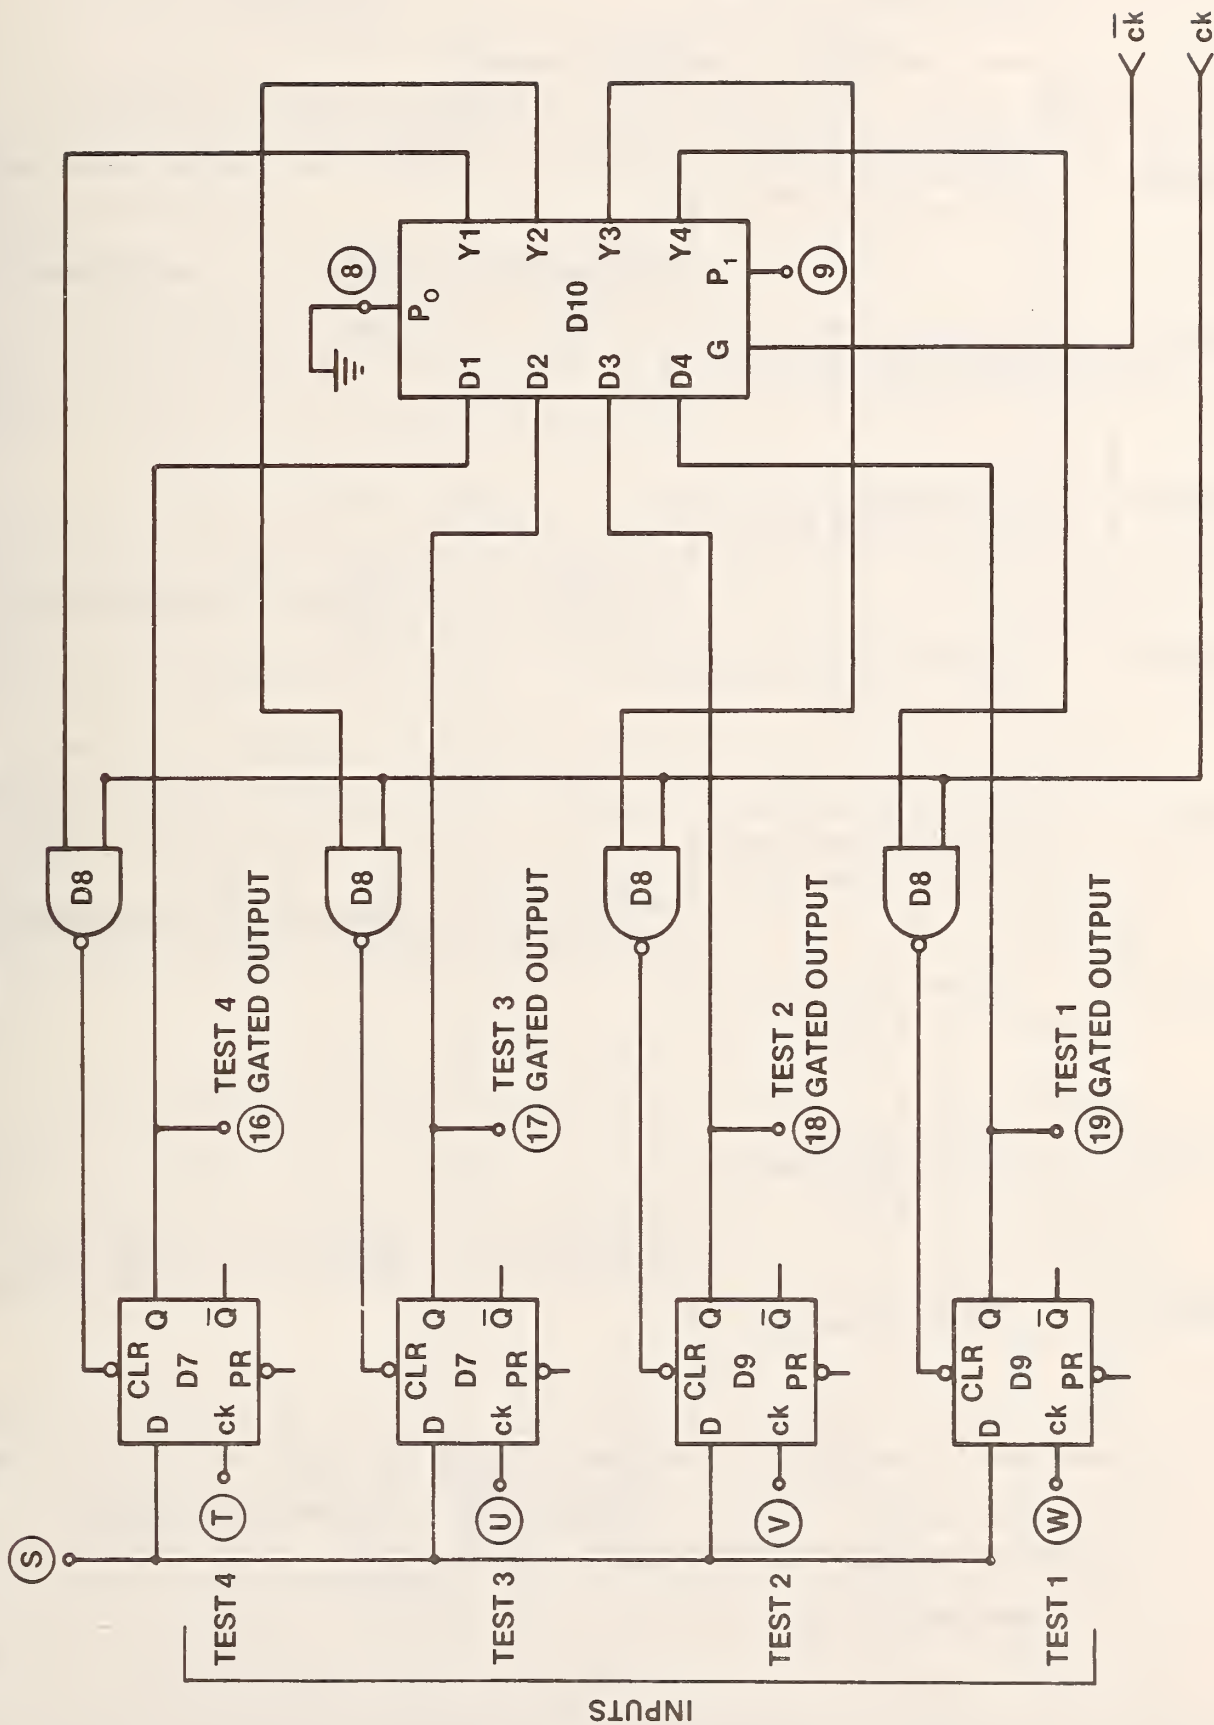 INPUTS
S
TEST 4
T
D
CLR
Q
D7
ck
PR
Q̅
D8
16
TEST 4
GATED OUTPUT
TEST 3
U
D
CLR
Q
D7
ck
PR
Q̅
D8
17
TEST 3
GATED OUTPUT
TEST 2
V
D
CLR
Q
D9
ck
PR
Q̅
D8
18
TEST 2
GATED OUTPUT
TEST 1
W
D
CLR
Q
D9
ck
PR
Q̅
D8
19
TEST 1
GATED OUTPUT
8
P0
D1 Y1
D2 Y2
D10
D3 Y3
D4 Y4
G P1
9
c̅k
ck